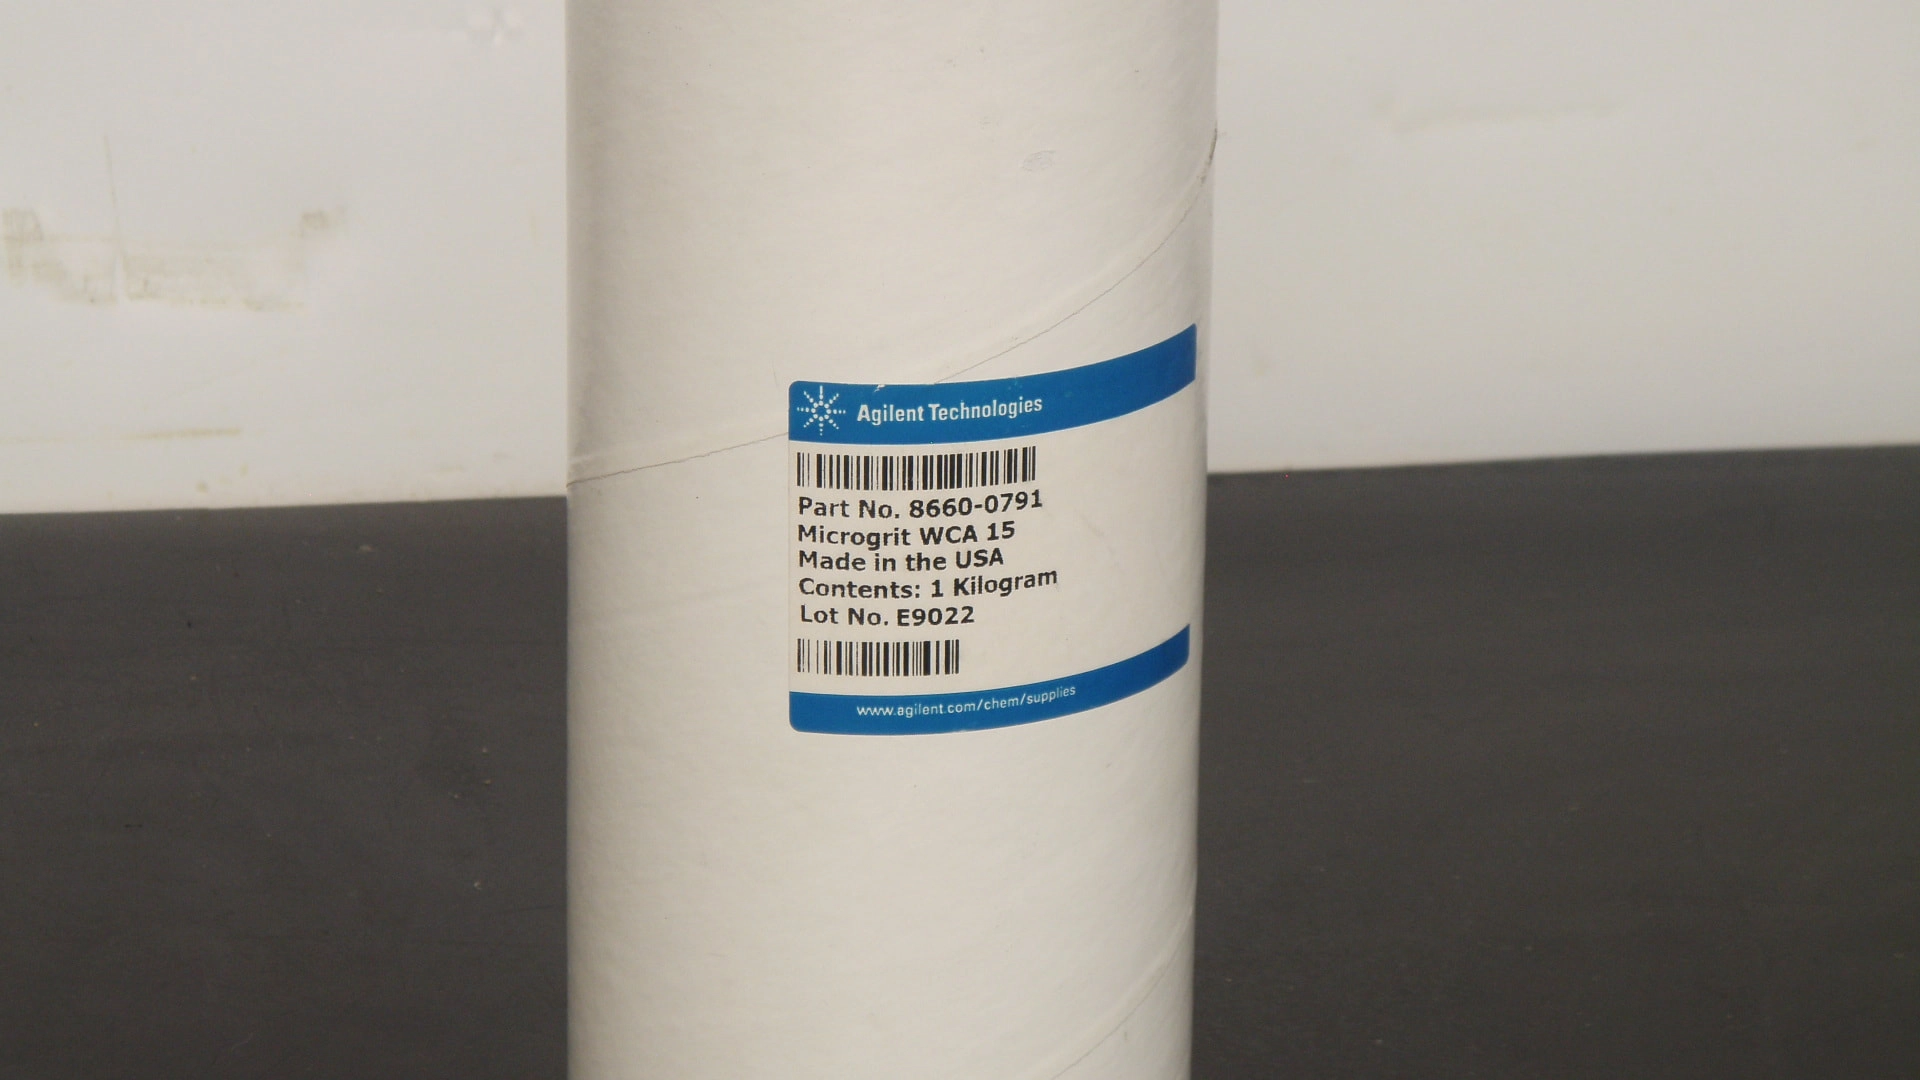 Agilent Technologies
Part No. 8660-0791
Microgrit WCA 15
Made in the USA
Contents: 1 Kilogram
Lot No. E9022
www.agilent.com/chem/supplies